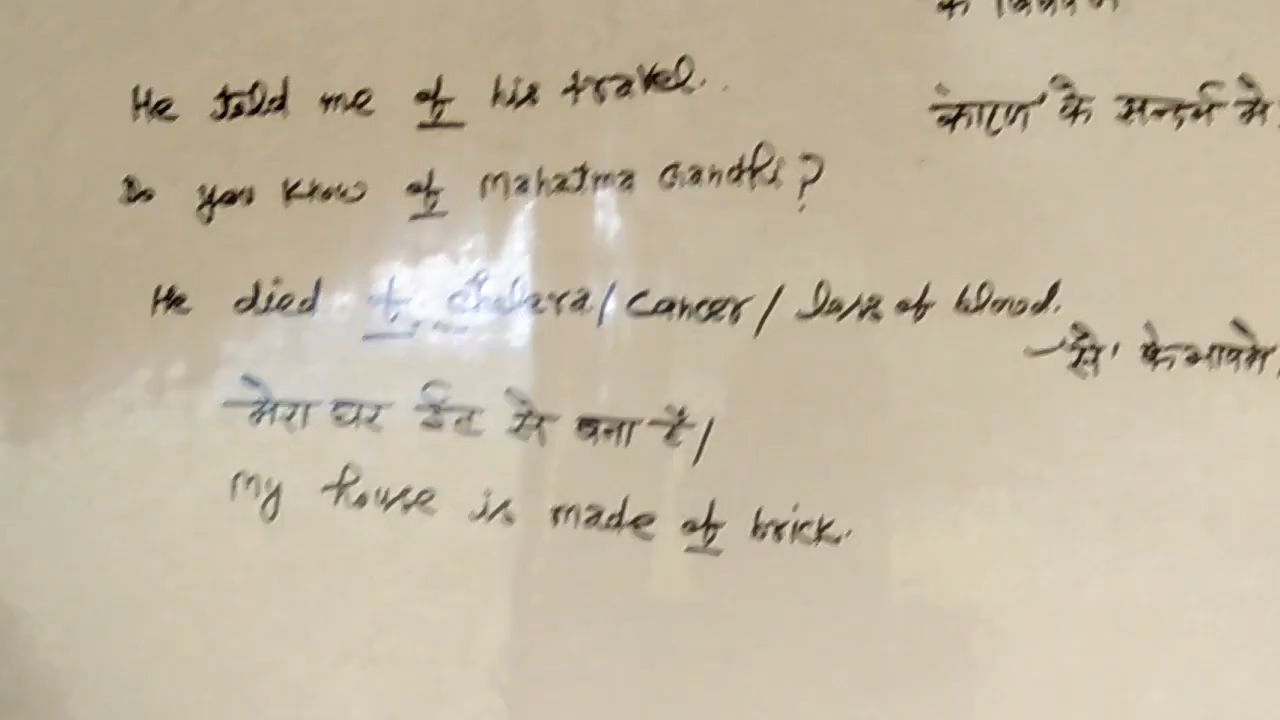 He told me of his travel.
'कारण' के सन्दर्भ में
Do you know of Mahatma Gandhi?
He died of cholera/cancer/loss of blood.
'से' के भाव में
मेरा घर ईंट से बना है।
My house is made of brick.